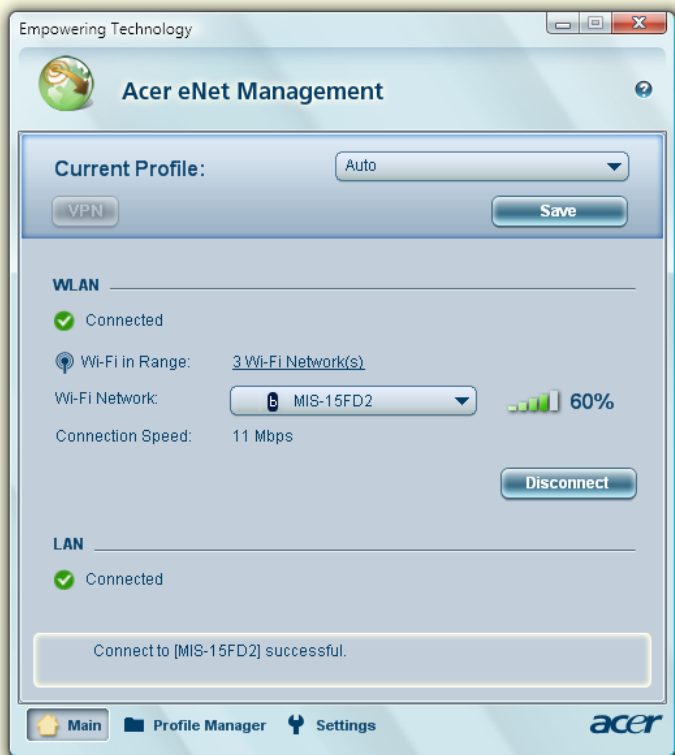 Empowering Technology
Acer eNet Management
Current Profile: Auto
VPN Save
WLAN
Connected
Wi-Fi in Range: 3 Wi-Fi Network(s)
Wi-Fi Network: b MIS-15FD2 60%
Connection Speed: 11 Mbps
Disconnect
LAN
Connected
Connect to [MIS-15FD2] successful.
Main Profile Manager Settings acer